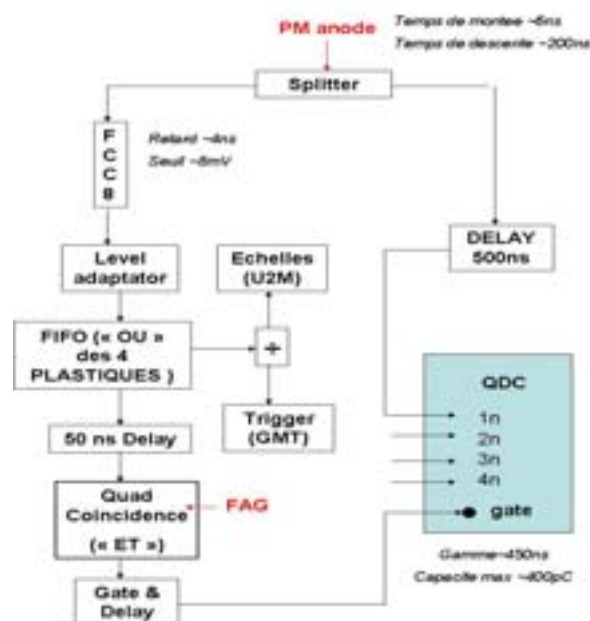 PM anode
Temps de montee ~5ns
Temps de descente ~200ns
Splitter
F
C
C
8
Retard ~4ns
Seuil ~8mV
DELAY
500ns
Level
adaptator
Echelles
(U2M)
FIFO (« OU »
des 4
PLASTIQUES )
÷
Trigger
(GMT)
50 ns Delay
QDC
1n
2n
3n
4n
gate
Quad
Coincidence
(« ET »)
FAG
Gate &
Delay
Gamme~450ns
Capacite max ~400pC